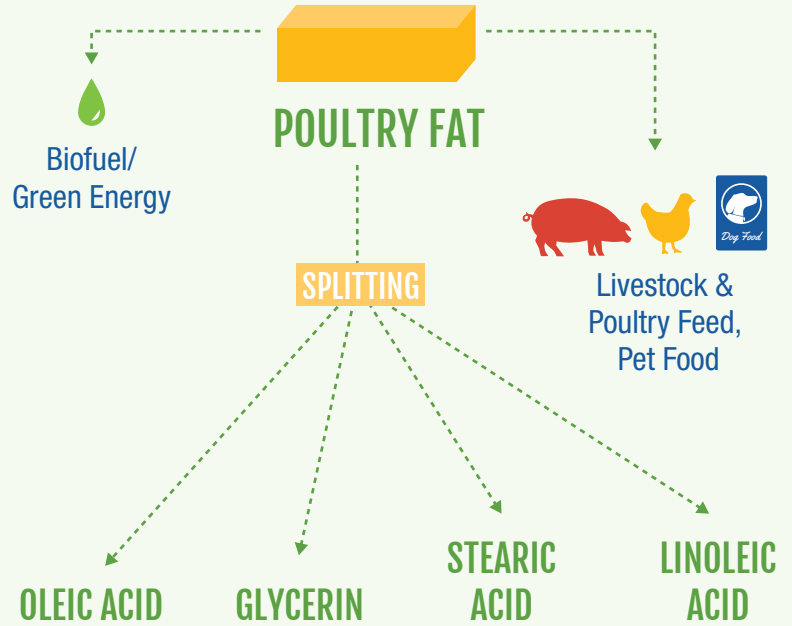 POULTRY FAT
Biofuel/
Green Energy
Dog Food
SPLITTING
Livestock &
Poultry Feed,
Pet Food
OLEIC ACID
GLYCERIN
STEARIC
ACID
LINOLEIC
ACID